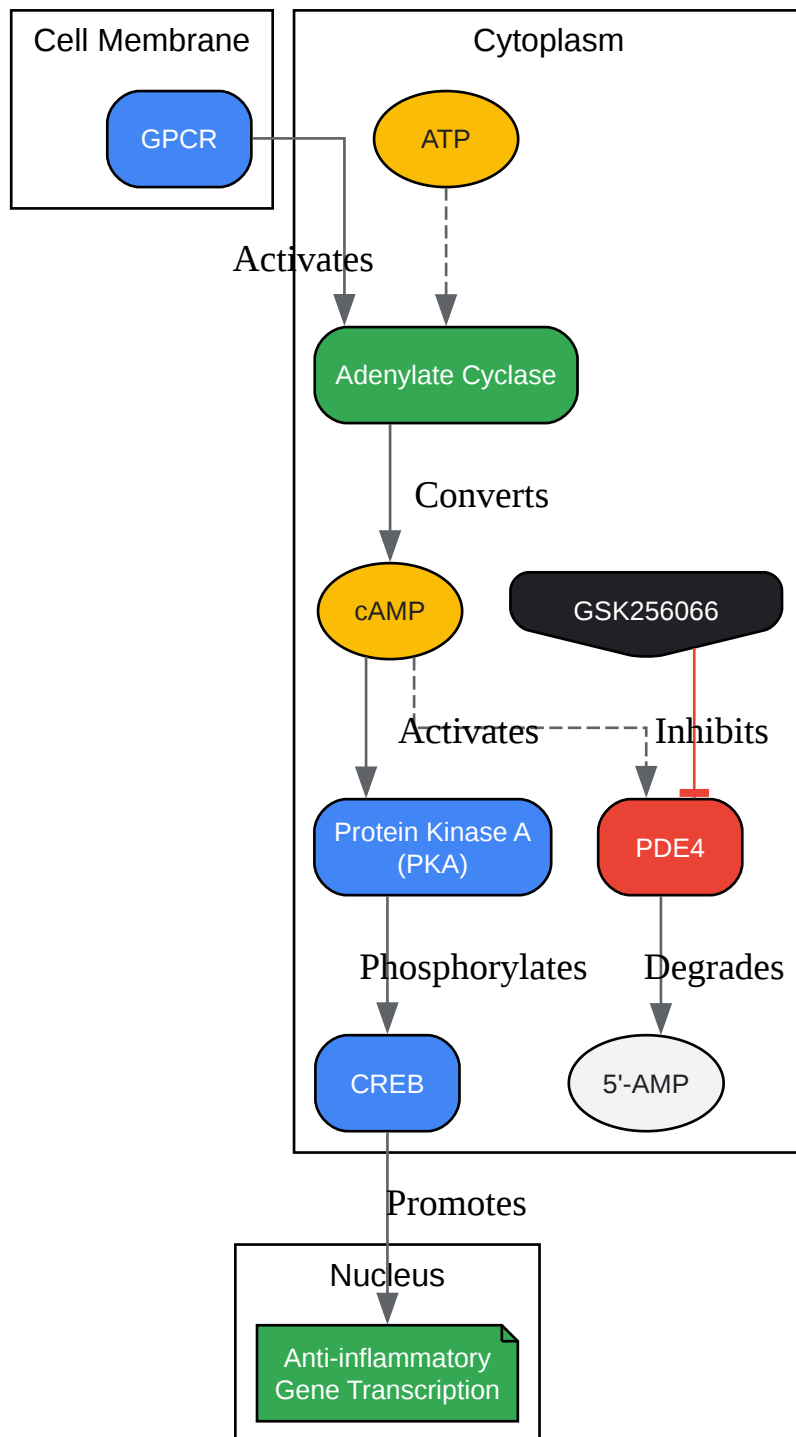 Cell Membrane
Cytoplasm
GPCR
ATP
Activates
Adenylate Cyclase
Converts
cAMP
GSK256066
Activates
Inhibits
Protein Kinase A
(PKA)
PDE4
Phosphorylates
Degrades
CREB
5'-AMP
Promotes
Nucleus
Anti-inflammatory
Gene Transcription